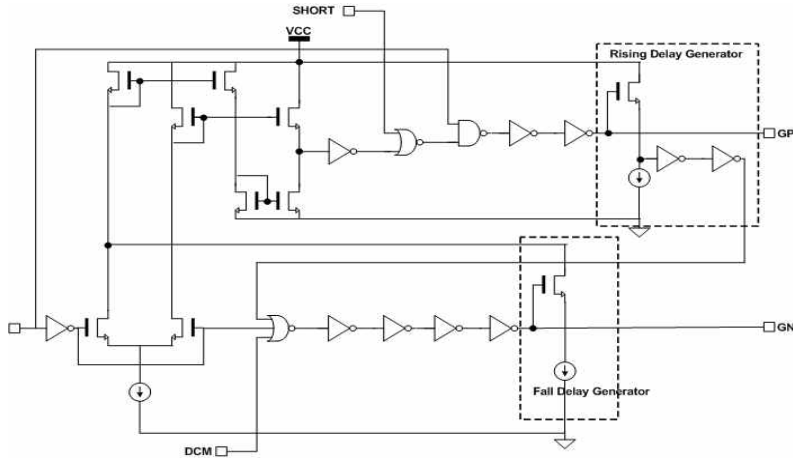 SHORT
VCC
Rising Delay Generator
GP
GN
Fall Delay Generator
DCM